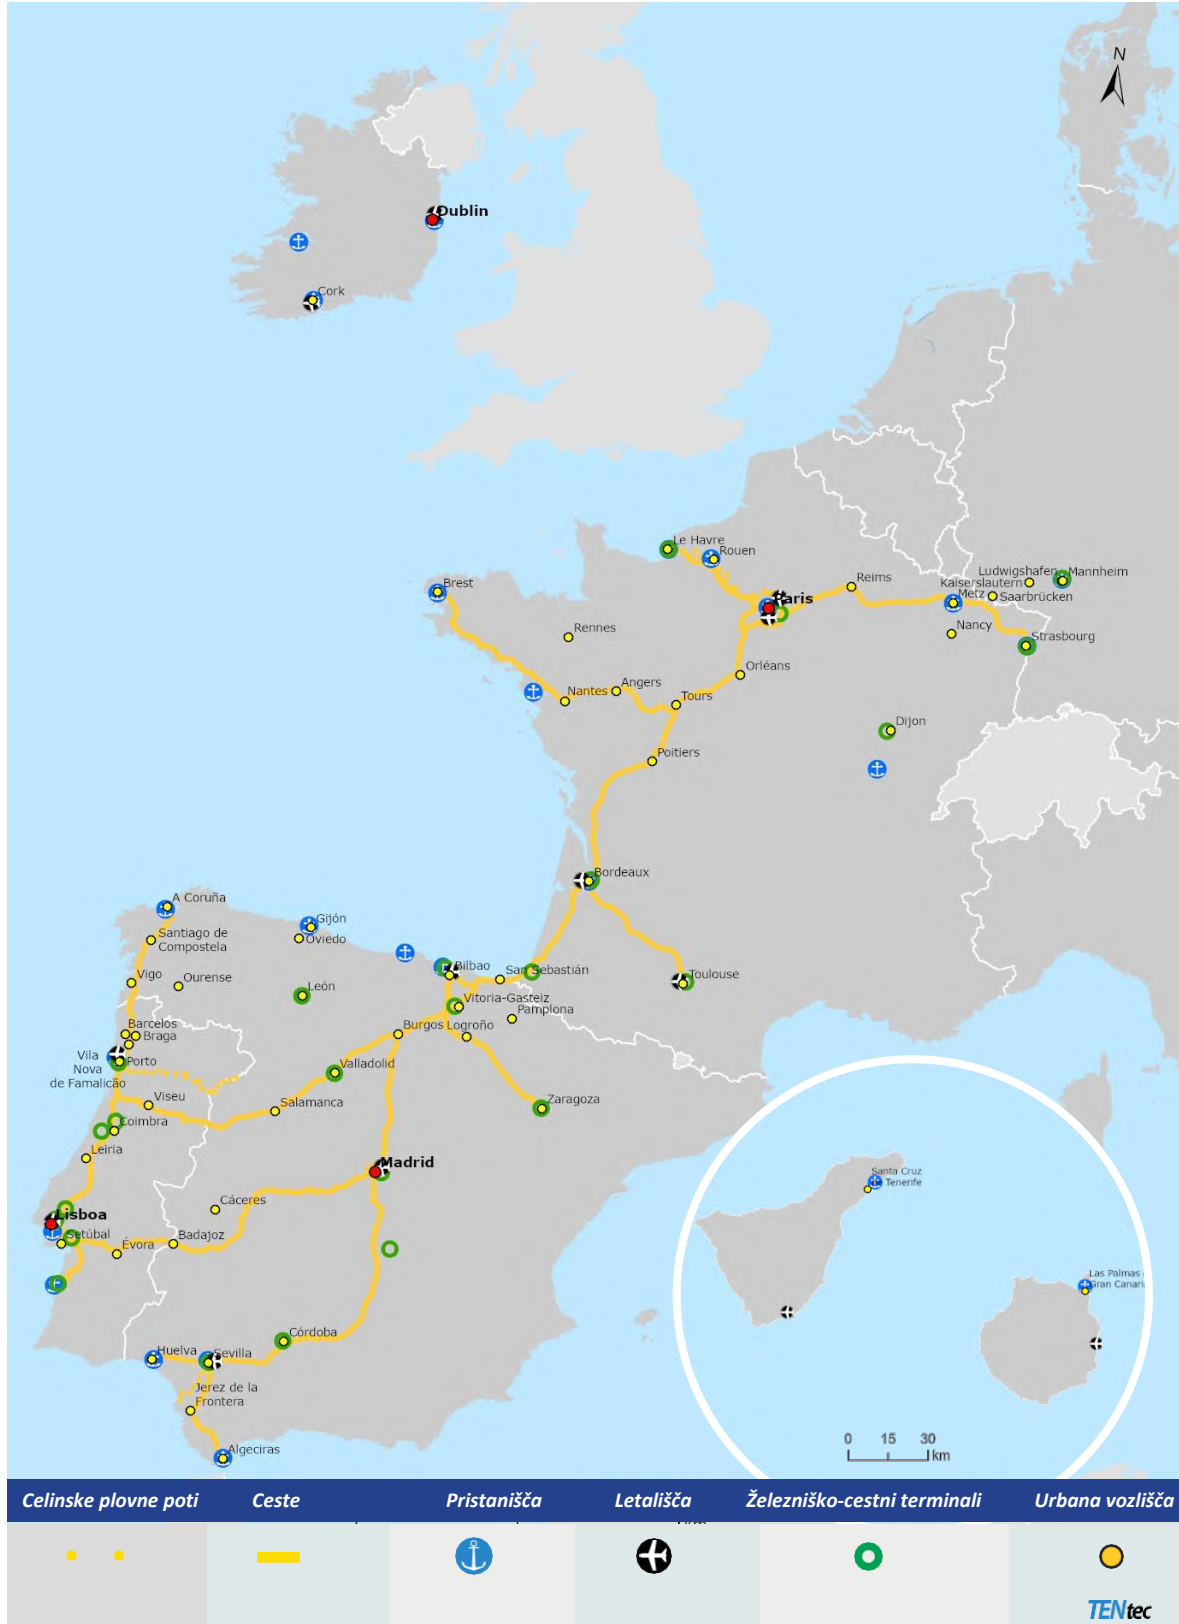 N
Dublin
Cork
Le Havre
Rouen
Brest
Rennes
Reims
Paris
Ludwigshafen
Mannheim
Kaiserslautern
Metz
Saarbrücken
Nancy
Strasbourg
Orléans
Angers
Nantes
Tours
Dijon
Poitiers
Bordeaux
Toulouse
A Coruña
Gijón
Santiago de
Compostela
Oviedo
Vigo
Ourense
León
Bilbao
San Sebastián
Vitoria-Gasteiz
Pamplona
Burgos
Logroño
Barcelos
Braga
Vila
Nova
de Famalicão
Porto
Valladolid
Viseu
Salamanca
Zaragoza
Coimbra
Leiria
Madrid
Cáceres
Lisboa
Setúbal
Évora
Badajoz
Córdoba
Huelva
Sevilla
Jerez de la
Frontera
Algeciras
Santa Cruz
Tenerife
Las Palmas
Gran Canaria
0 15 30
km
Celinske plovne poti
Ceste
Pristanišča
Letališča
Železniško-cestni terminali
Urbana vozlišča
TENtec